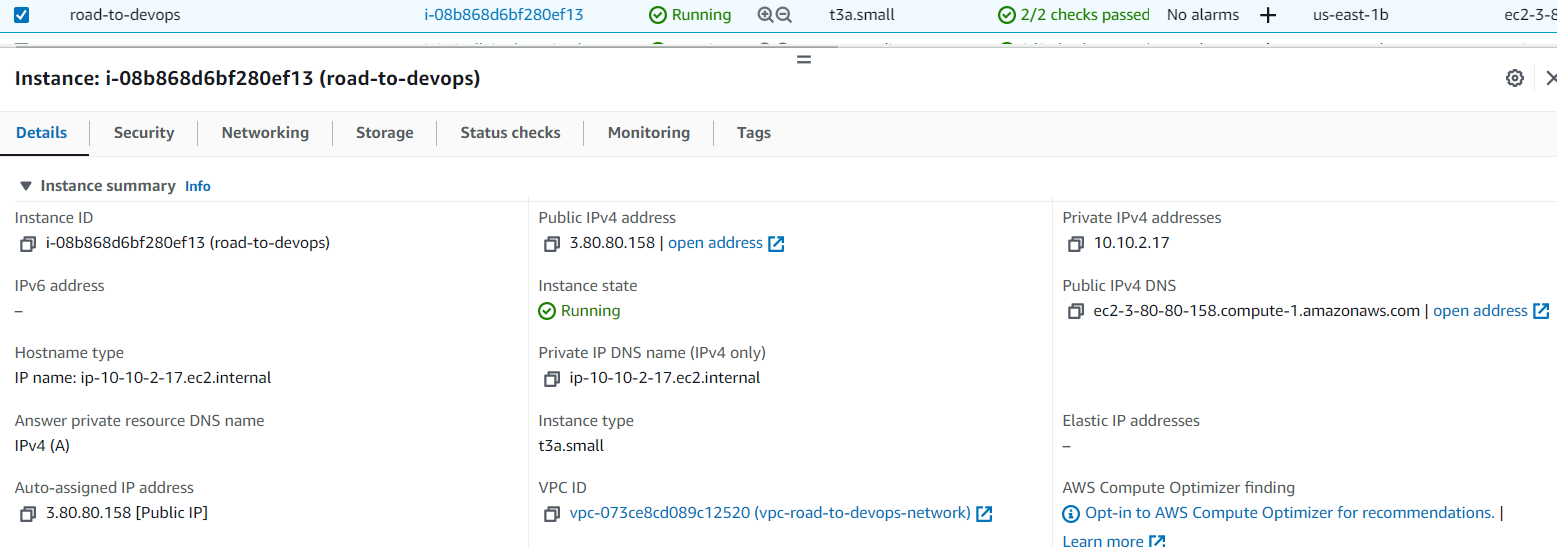 road-to-devops i-08b868d6bf280ef13 Running t3a.small 2/2 checks passed No alarms + us-east-1b ec2-3-8
Instance: i-08b868d6bf280ef13 (road-to-devops)
Details Security Networking Storage Status checks Monitoring Tags
Instance summary Info
Instance ID
i-08b868d6bf280ef13 (road-to-devops)
Public IPv4 address
3.80.80.158 | open address
Private IPv4 addresses
10.10.2.17
IPv6 address
–
Instance state
Running
Public IPv4 DNS
ec2-3-80-80-158.compute-1.amazonaws.com | open address
Hostname type
IP name: ip-10-10-2-17.ec2.internal
Private IP DNS name (IPv4 only)
ip-10-10-2-17.ec2.internal
Answer private resource DNS name
IPv4 (A)
Instance type
t3a.small
Elastic IP addresses
–
Auto-assigned IP address
3.80.80.158 [Public IP]
VPC ID
vpc-073ce8cd089c12520 (vpc-road-to-devops-network)
AWS Compute Optimizer finding
Opt-in to AWS Compute Optimizer for recommendations. |
Learn more